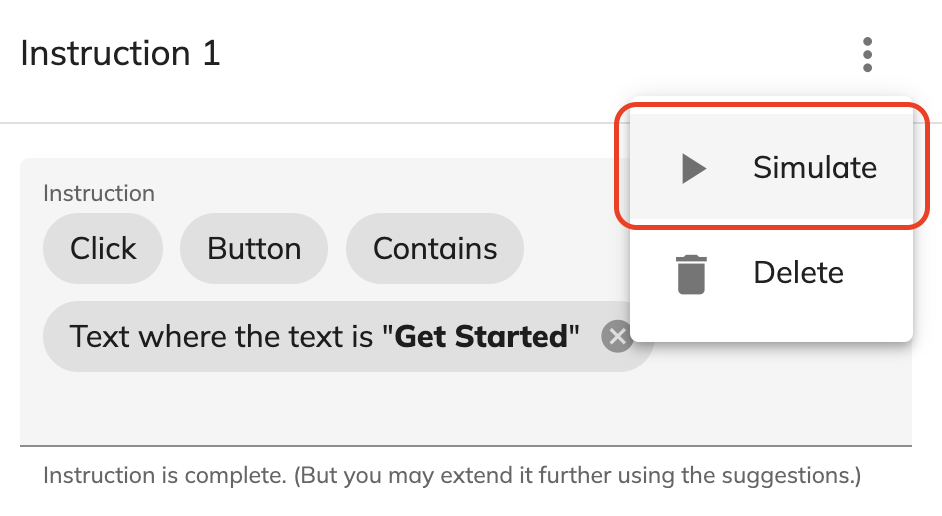 Instruction 1
Simulate
Delete
Instruction
Click Button Contains
Text where the text is "Get Started"
Instruction is complete. (But you may extend it further using the suggestions.)